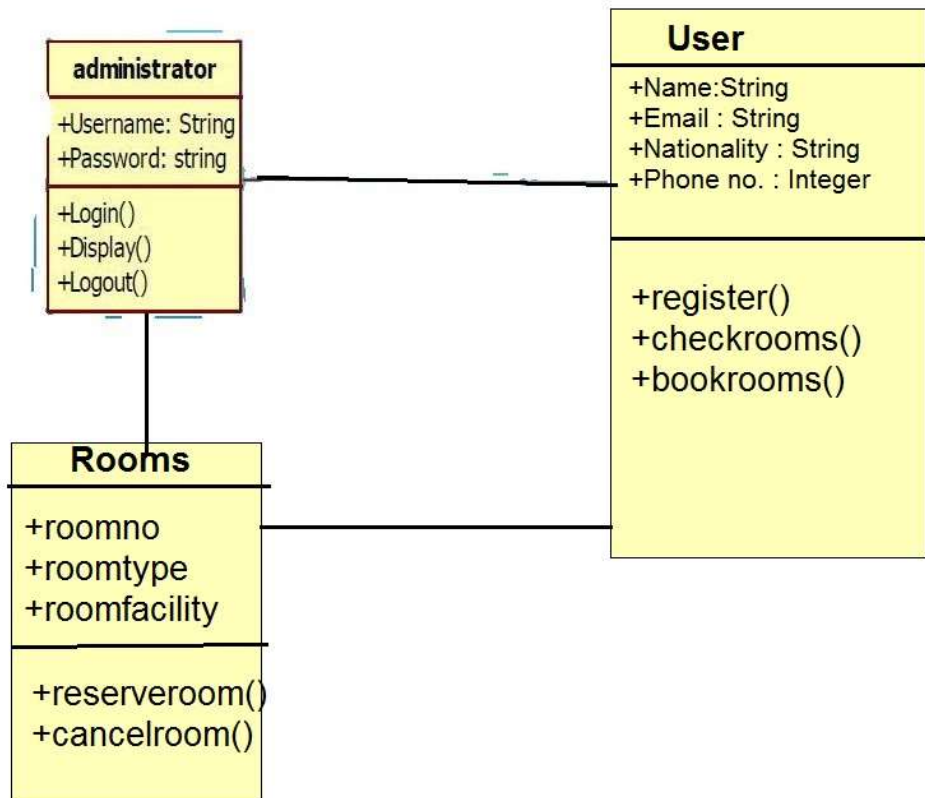 administrator
+Username: String
+Password: string
+Login()
+Display()
+Logout()
User
+Name:String
+Email : String
+Nationality : String
+Phone no. : Integer
+register()
+checkrooms()
+bookrooms()
Rooms
+roomno
+roomtype
+roomfacility
+reserveroom()
+cancelroom()